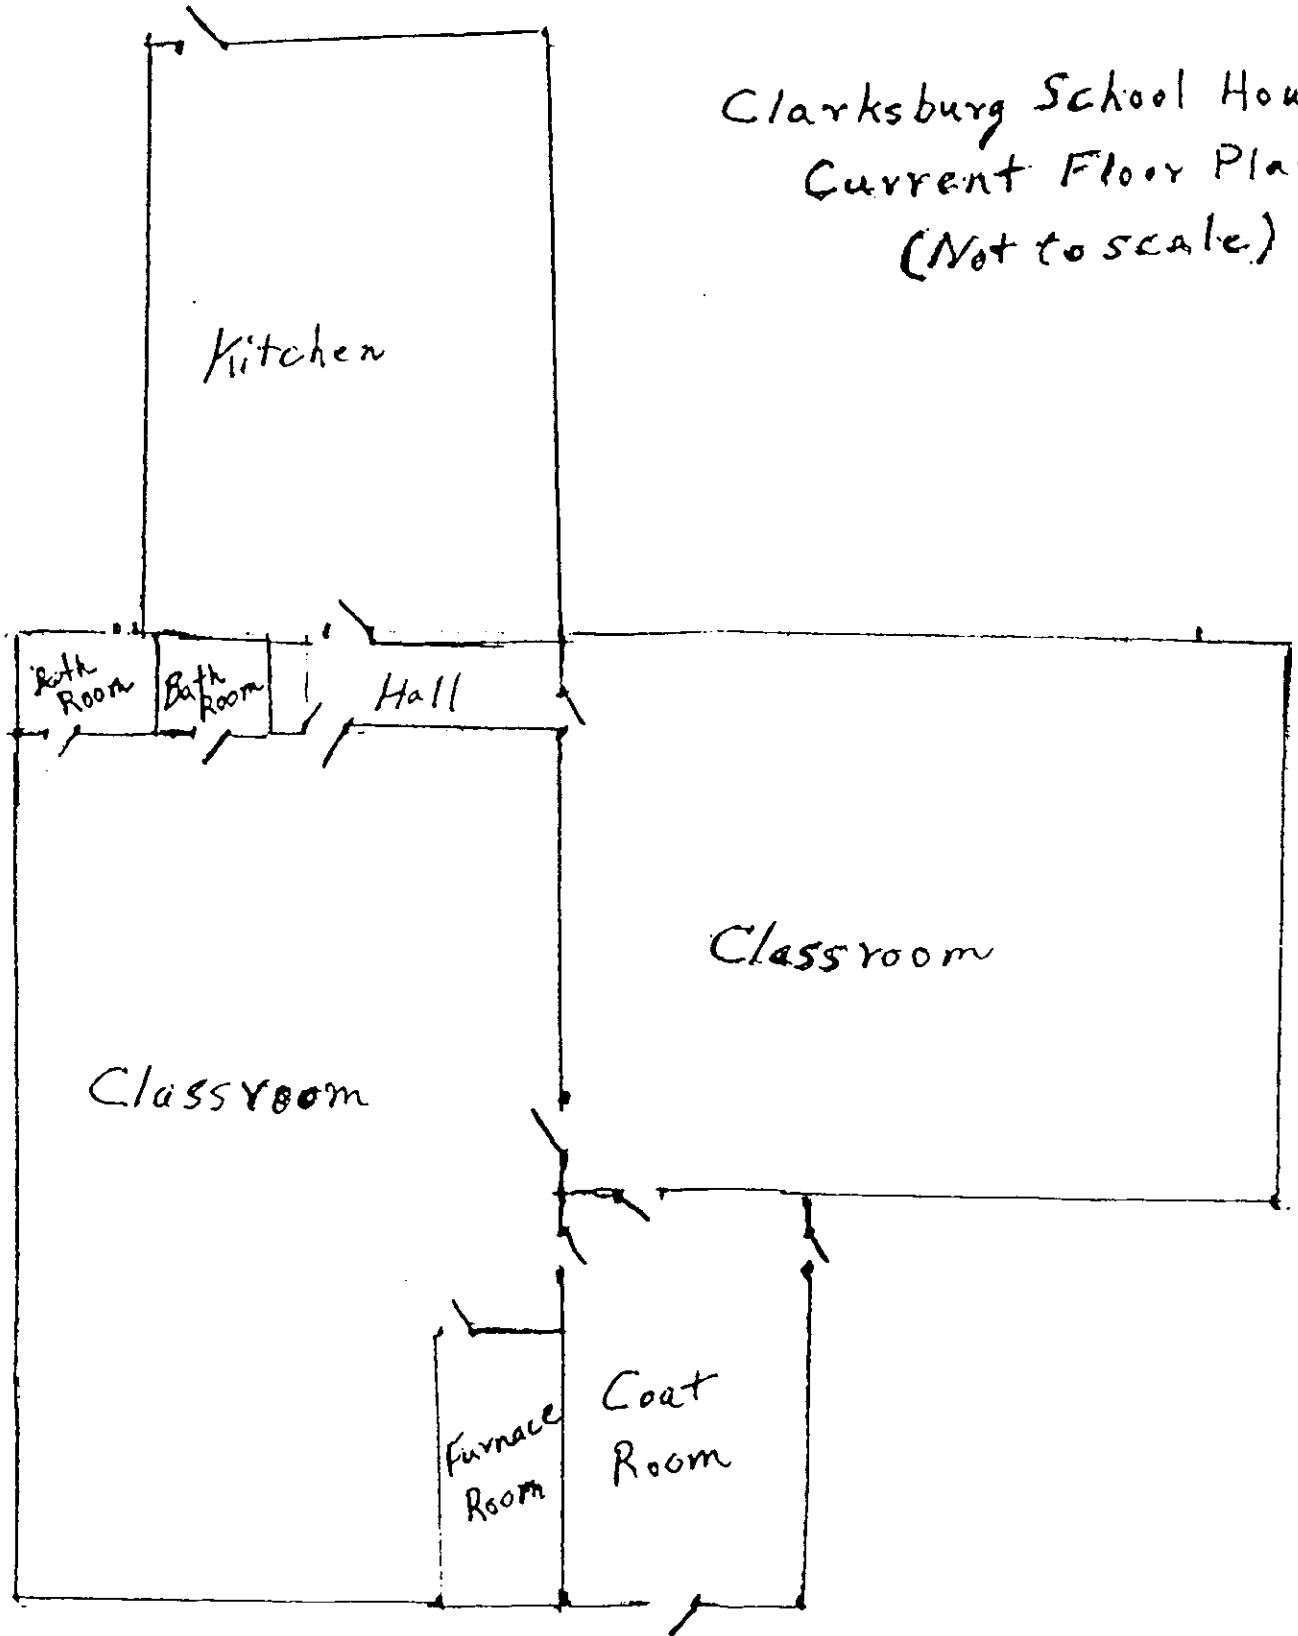 Clarksburg School Hou
Current Floor Pla
(Not to scale)
Kitchen
Bath
Room
Bath
Room
Hall
Classroom
Classroom
Furnace
Room
Coat
Room